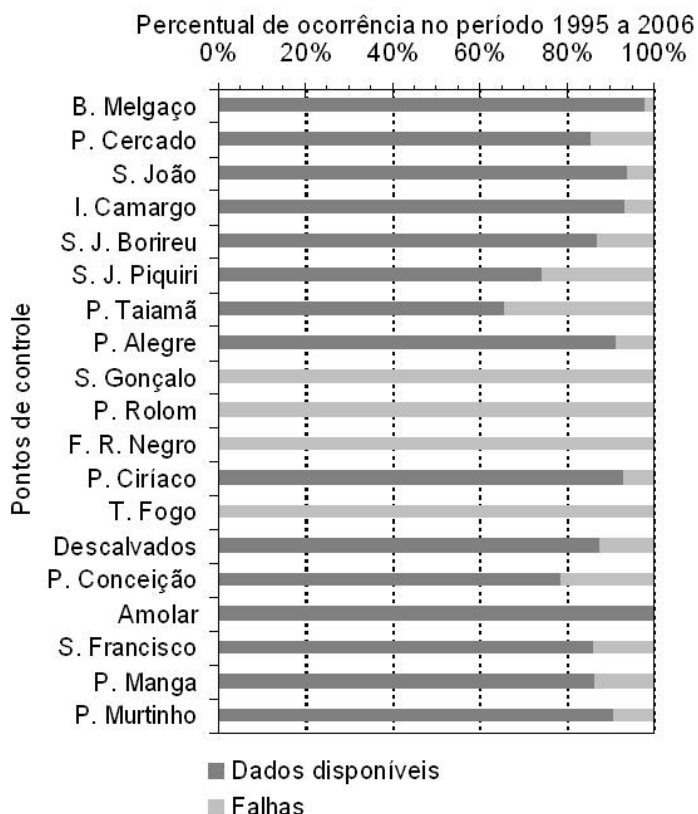 Percentual de ocorrência no período 1995 a 2006
0% 20% 40% 60% 80% 100%
Pontos de controle
B. Melgaço
P. Cercado
S. João
I. Camargo
S. J. Borireu
S. J. Piquiri
P. Taiamã
P. Alegre
S. Gonçalo
P. Rolom
F. R. Negro
P. Ciríaco
T. Fogo
Descalvados
P. Conceição
Amolar
S. Francisco
P. Manga
P. Murtinho
Dados disponíveis
Falhas